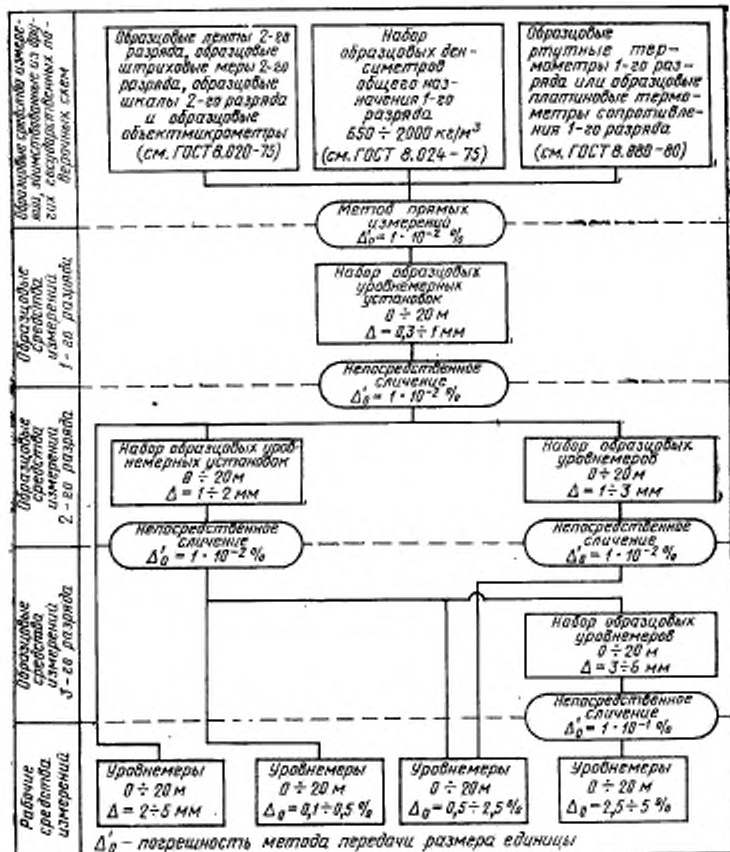 Образцовые средства измере-
ний, заимствованные из дру-
гих государственных по-
верочных схем
Образцовые ленты 2-го
разряда, образцовые
штриховые меры 2-го
разряда, образцовые
шкалы 2-го разряда
и образцовые
объектмикрометры
(см. ГОСТ 8.020-75)
Набор
образцовых ден-
симетров
общего наз-
начения 1-го
разряда
650 ÷ 2000 кг/м³
(см. ГОСТ 8.024-75)
Образцовые
ртутные тер-
мометры 1-го раз-
ряда или образцовые
платиновые термо-
метры сопротивле-
ния 1-го разряда
(см. ГОСТ 8.080-80)
Метод прямых
измерений
Δ'₀ = 1·10⁻² %
Образцовые
средства
измерений
1-го разряда
Набор образцовых
уровнемерных
установок
0 ÷ 20 м
Δ = 0,3÷1 мм
Непосредственное
сличение
Δ'₀ = 1·10⁻² %
Образцовые
средства
измерений
2-го разряда
Набор образцовых уров-
немерных установок
0 ÷ 20 м
Δ = 1÷2 мм
Набор образцовых
уровнемеров
0 ÷ 20 м
Δ = 1÷3 мм
Непосредственное
сличение
Δ'₀ = 1·10⁻² %
Непосредственное
сличение
Δ'₀ = 1·10⁻² %
Образцовые
средства
измерений
3-го разряда
Набор образцовых
уровнемеров
0 ÷ 20 м
Δ = 3÷6 мм
Непосредственное
сличение
Δ'₀ = 1·10⁻¹ %
Рабочие
средства
измерений
Уровнемеры
0 ÷ 20 м
Δ = 2÷5 мм
Уровнемеры
0 ÷ 20 м
Δ₀ = 0,1÷0,5 %
Уровнемеры
0 ÷ 20 м
Δ₀ = 0,5÷2,5 %
Уровнемеры
0 ÷ 20 м
Δ₀ = 2,5÷5 %
Δ'₀ - погрешность метода передачи размера единицы